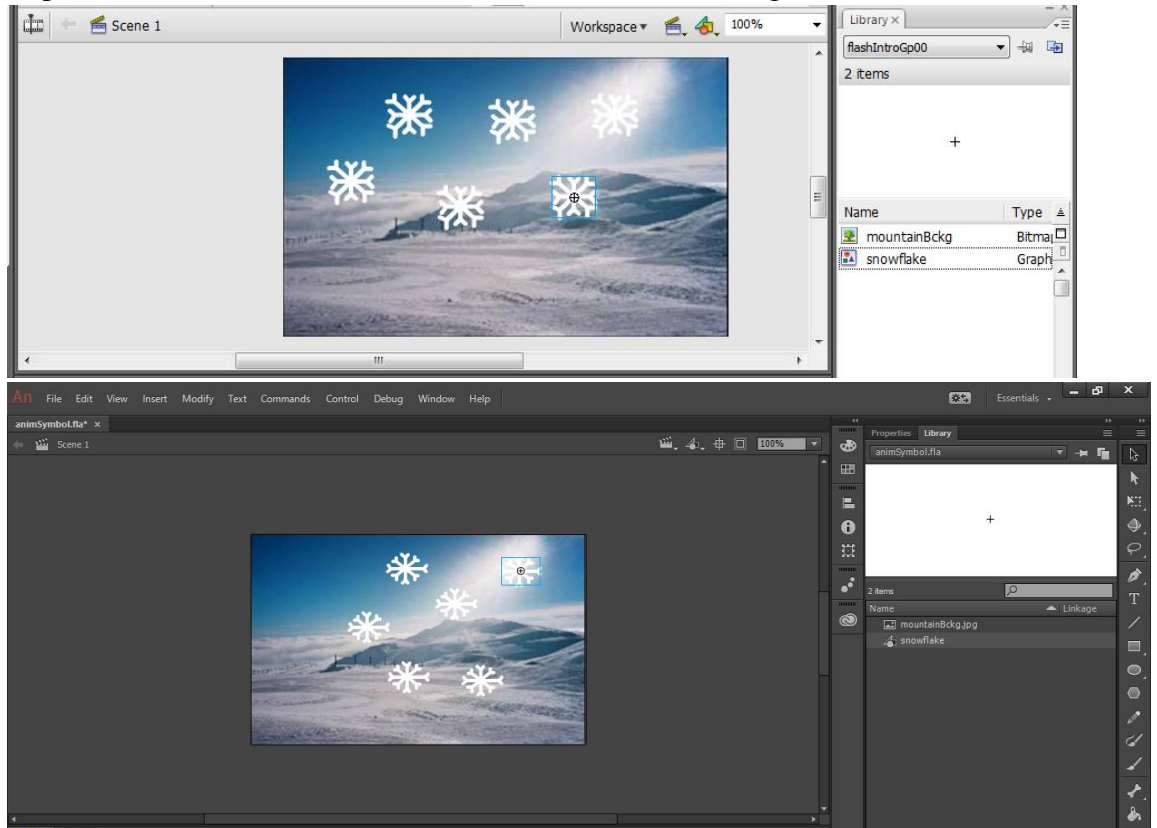 Scene 1
Workspace
100%
Library ×
flashIntroGp00
2 items
Name Type
mountainBckg Bitma
snowflake Graph
An File Edit View Insert Modify Text Commands Control Debug Window Help
Essentials
animSymbol.fla* ×
Scene 1
100%
Properties Library
animSymbol.fla
2 items
Name Linkage
mountainBckg.jpg
snowflake